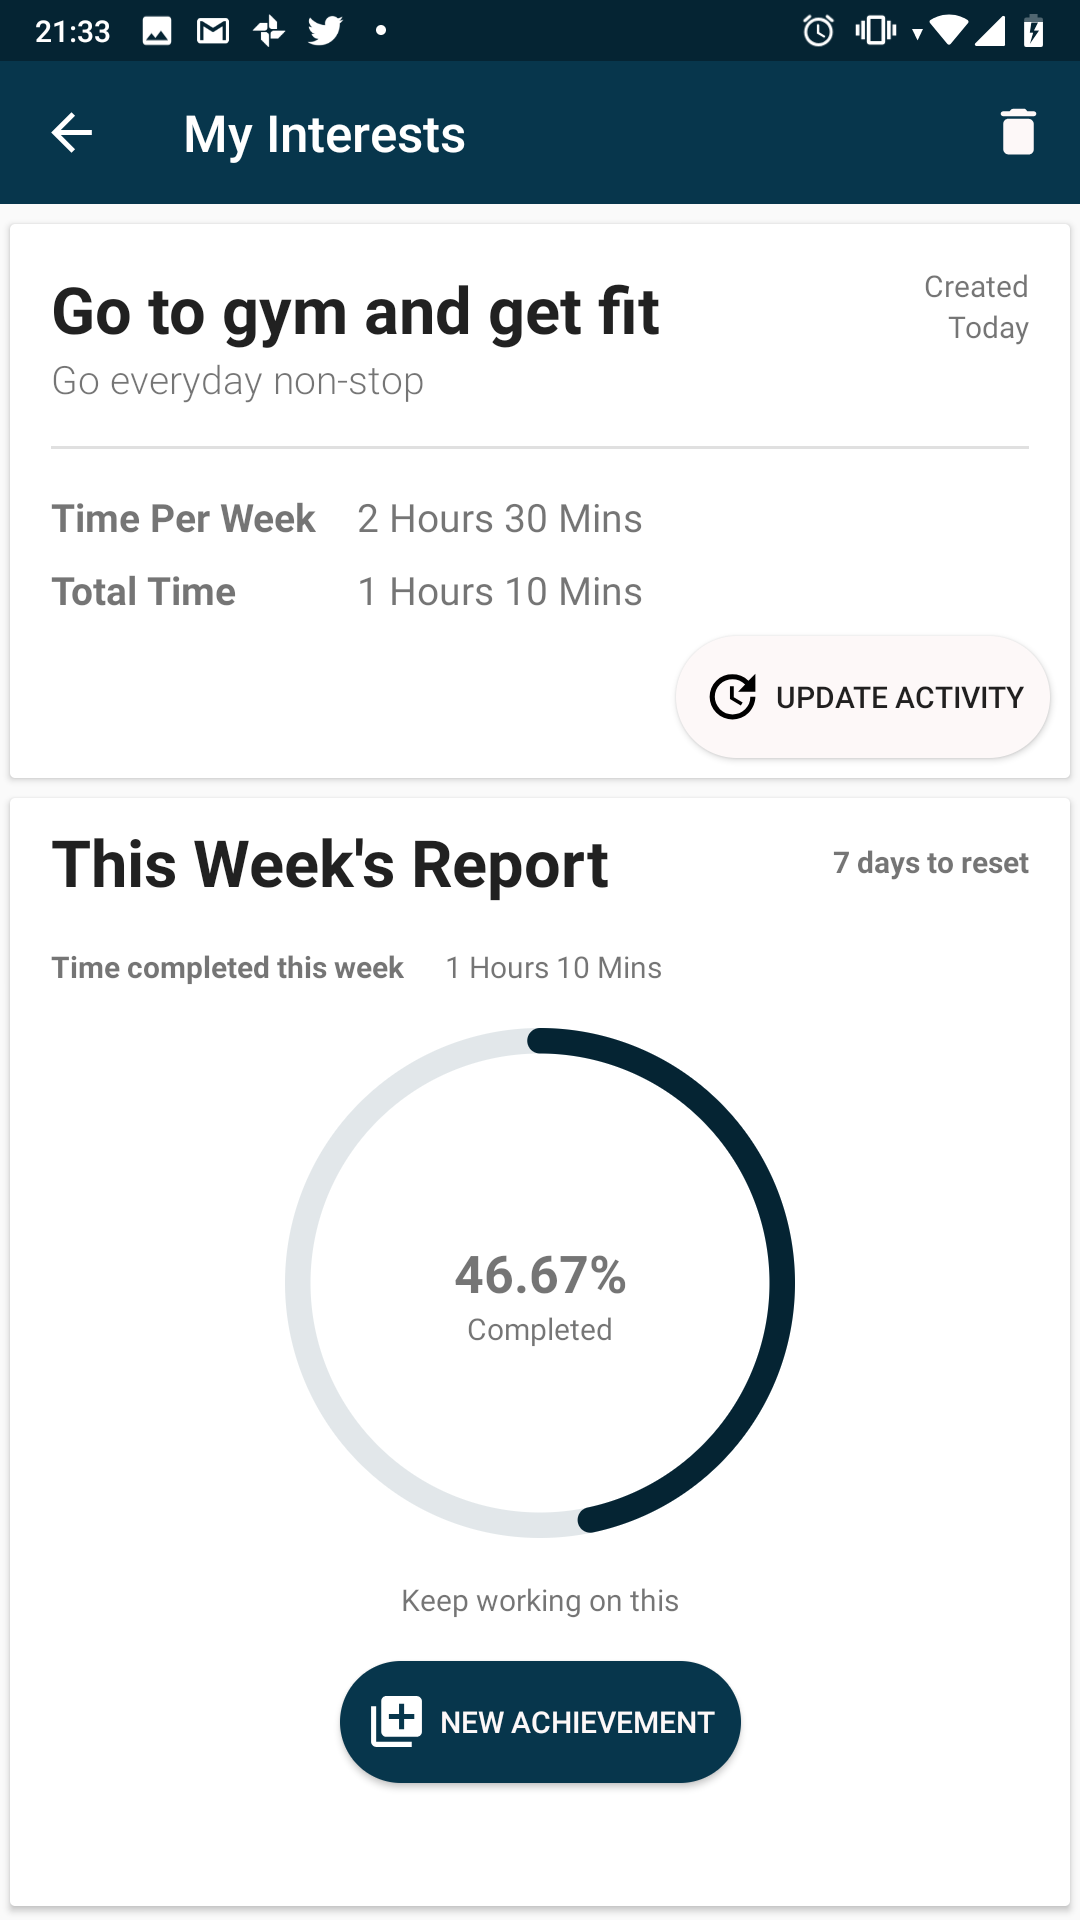 21:33
My Interests
Go to gym and get fit
Created
Today
Go everyday non-stop
Time Per Week 2 Hours 30 Mins
Total Time 1 Hours 10 Mins
UPDATE ACTIVITY
This Week's Report
7 days to reset
Time completed this week 1 Hours 10 Mins
46.67%
Completed
Keep working on this
NEW ACHIEVEMENT